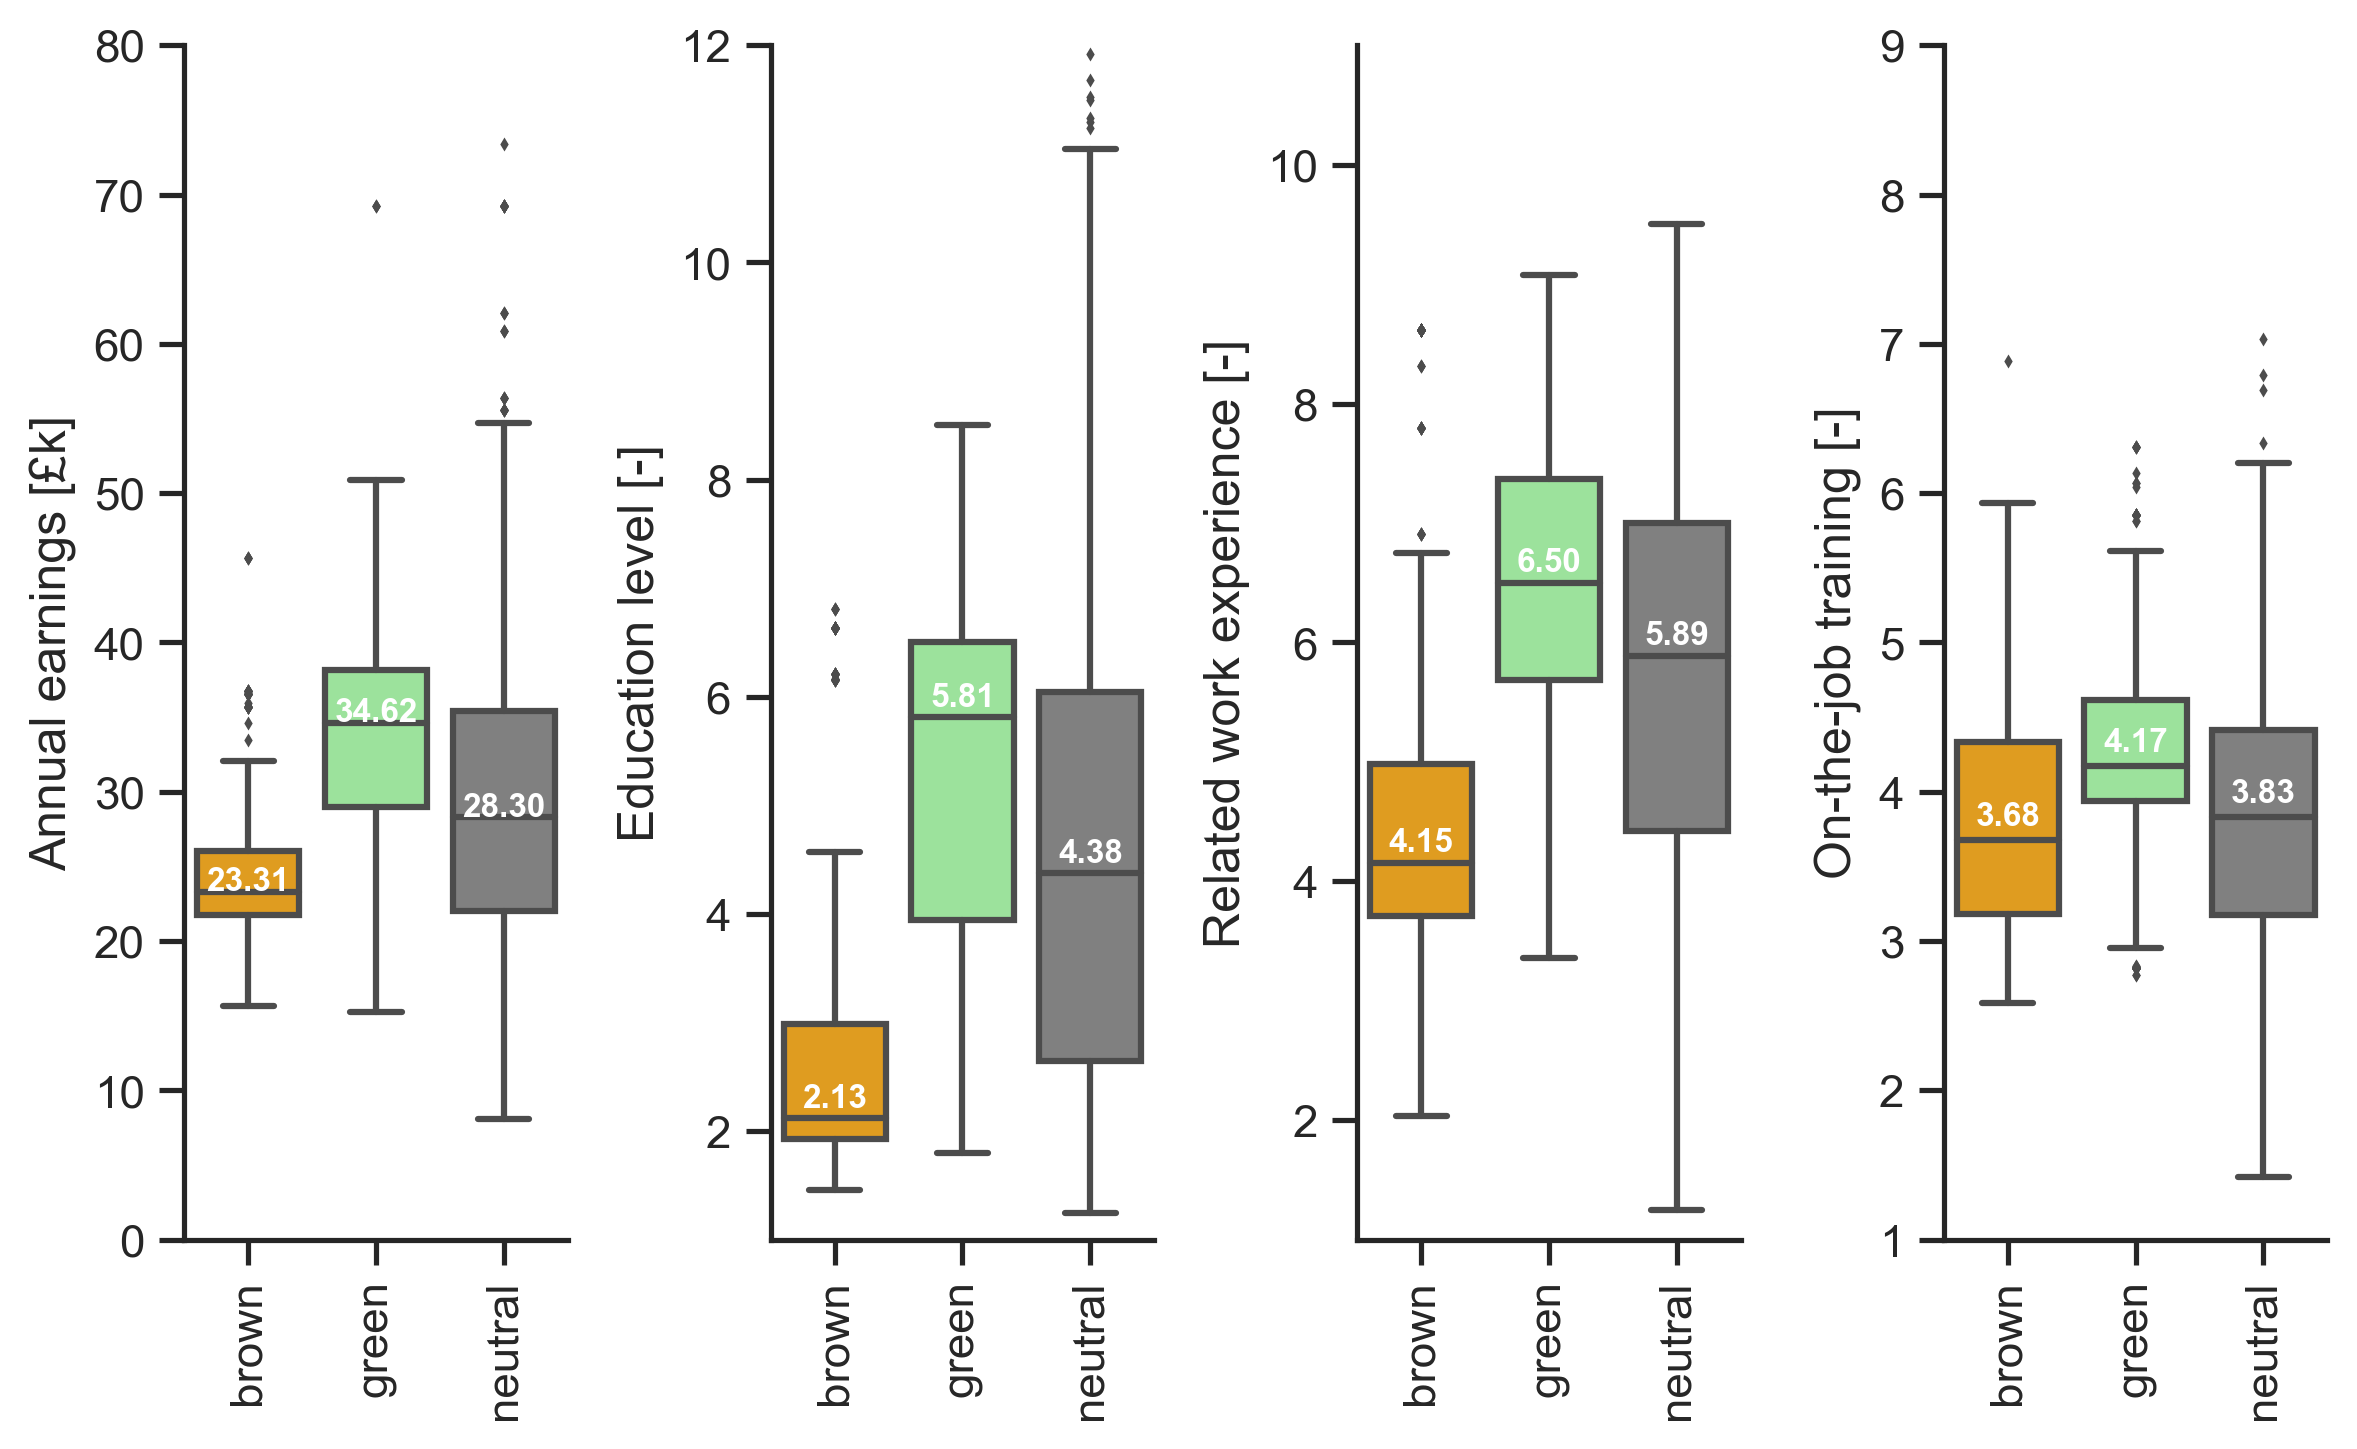 Annual earnings [£k]
80
70
60
50
40
30
20
10
0
23.31
34.62
28.30
brown
green
neutral
Education level [-]
12
10
8
6
4
2
2.13
5.81
4.38
brown
green
neutral
Related work experience [-]
10
8
6
4
2
4.15
6.50
5.89
brown
green
neutral
On-the-job training [-]
9
8
7
6
5
4
3
2
1
3.68
4.17
3.83
brown
green
neutral